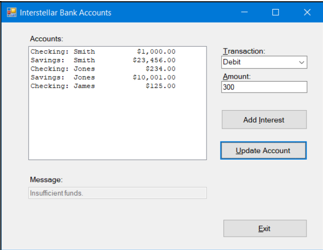 Interstellar Bank Accounts
Accounts:
Checking: Smith $1,000.00
Savings: Smith $23,456.00
Checking: Jones $234.00
Savings: Jones $10,001.00
Checking: James $125.00
Transaction:
Debit
Amount:
300
Add Interest
Update Account
Message:
Insufficient funds.
Exit